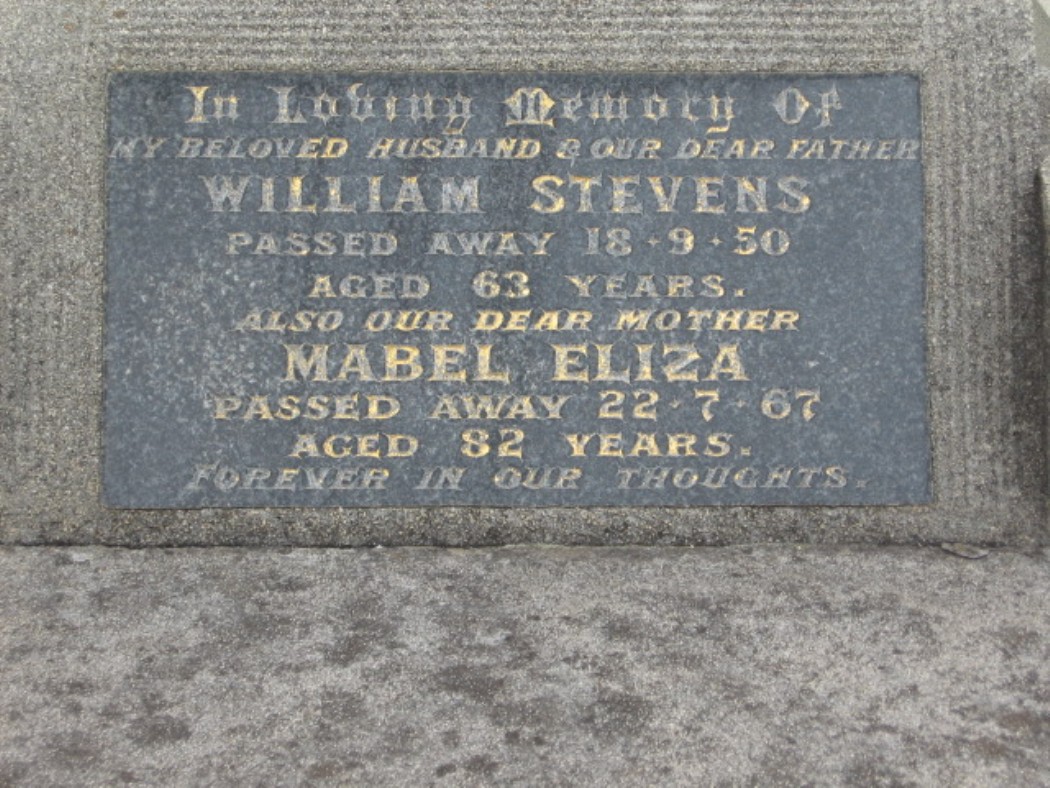 In Loving Memory Of
MY BELOVED HUSBAND & OUR DEAR FATHER
WILLIAM STEVENS
PASSED AWAY 18·9·50
AGED 63 YEARS.
ALSO OUR DEAR MOTHER
MABEL ELIZA
PASSED AWAY 22·7·67
AGED 82 YEARS.
FOREVER IN OUR THOUGHTS.